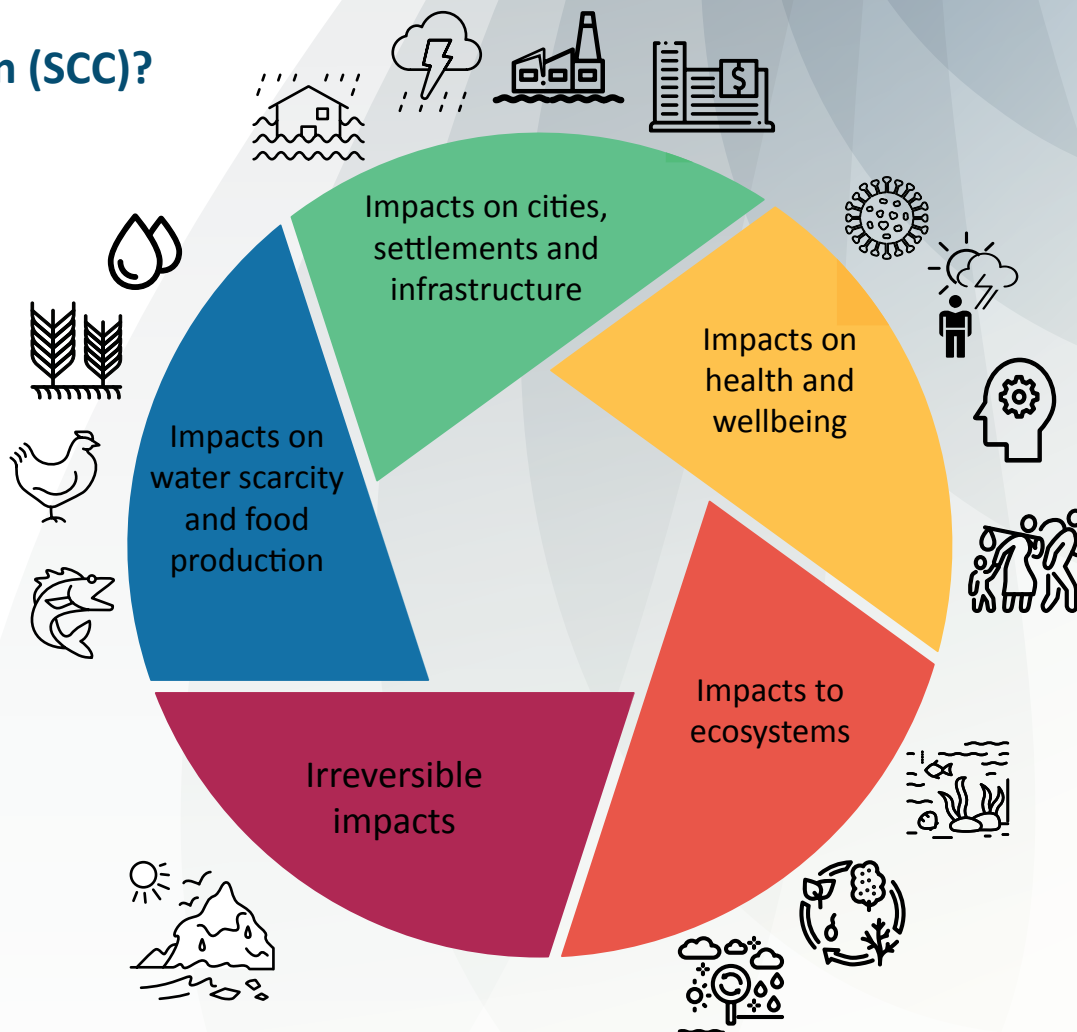 n (SCC)?
$
Impacts on cities,
settlements and
infrastructure
Impacts on
health and
wellbeing
Impacts on
water scarcity
and food
production
Impacts to
ecosystems
Irreversible
impacts